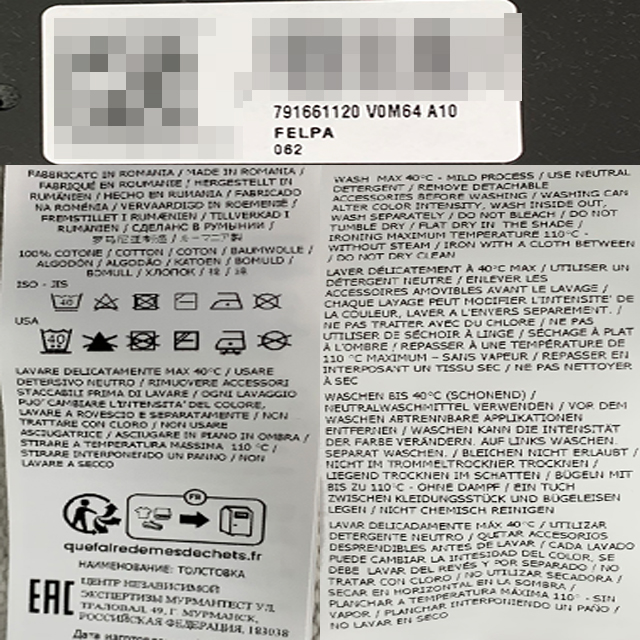 791661120 V0M64 A10
FELPA
062
FABBRICATO IN ROMANIA / MADE IN ROMANIA /
FABRIQUÉ EN ROUMANIE / HERGESTELLT IN
RUMÄNIEN / HECHO EN RUMANÍA / FABRICADO
NA ROMÉNIA / VERVAARDIGD IN ROEMENIË /
FREMSTILLET I RUMÆNIEN / TILLVERKAD I
RUMÄNIEN / СДЕЛАНО В РУМЫНИИ /
100% COTONE / COTTON / COTON / BAUMWOLLE /
ALGODÓN / ALGODÃO / KATOEN / BOMULD /
BOMULL / ХЛОПОК /
ISO - JIS
40
USA
40
LAVARE DELICATAMENTE MAX 40°C / USARE
DETERSIVO NEUTRO / RIMUOVERE ACCESSORI
STACCABILI PRIMA DI LAVARE / OGNI LAVAGGIO
PUO' CAMBIARE L'INTENSITA' DEL COLORE,
LAVARE A ROVESCIO E SEPARATAMENTE / NON
TRATTARE CON CLORO / NON USARE
ASCIUGATRICE / ASCIUGARE IN PIANO IN OMBRA /
STIRARE A TEMPERATURA MASSIMA 110 °C /
STIRARE INTERPONENDO UN PANNO / NON
LAVARE A SECCO
FR
quefairedemesdechets.fr
НАИМЕНОВАНИЕ: ТОЛСТОВКА
EAC
ЦЕНТР НЕЗАВИСИМОЙ
ЭКСПЕРТИЗЫ МУРМАНТЕСТ УЛ.
ТРАЛОВАЯ, 49, Г. МУРМАНСК,
РОССИЙСКАЯ ФЕДЕРАЦИЯ, 183038
Дата изготовления
WASH MAX 40°C - MILD PROCESS / USE NEUTRAL
DETERGENT / REMOVE DETACHABLE
ACCESSORIES BEFORE WASHING / WASHING CAN
ALTER COLOR INTENSITY, WASH INSIDE OUT,
WASH SEPARATELY / DO NOT BLEACH / DO NOT
TUMBLE DRY / FLAT DRY IN THE SHADE /
IRONING MAXIMUM TEMPERATURE 110°C -
WITHOUT STEAM / IRON WITH A CLOTH BETWEEN
/ DO NOT DRY CLEAN
LAVER DÉLICATEMENT À 40°C MAX / UTILISER UN
DÉTERGENT NEUTRE / ENLEVER LES
ACCESSOIRES AMOVIBLES AVANT LE LAVAGE /
CHAQUE LAVAGE PEUT MODIFIER L'INTENSITE' DE
LA COULEUR, LAVER A L'ENVERS SEPAREMENT. /
NE PAS TRAITER AVEC DU CHLORE / NE PAS
UTILISER DE SÉCHOIR À LINGE / SÉCHAGE À PLAT
À L'OMBRE / REPASSER À UNE TEMPÉRATURE DE
110 °C MAXIMUM – SANS VAPEUR / REPASSER EN
INTERPOSANT UN TISSU SEC / NE PAS NETTOYER
À SEC
WASCHEN BIS 40°C (SCHONEND) /
NEUTRALWASCHMITTEL VERWENDEN / VOR DEM
WASCHEN ABTRENNBARE APPLIKATIONEN
ENTFERNEN / WASCHEN KANN DIE INTENSITÄT
DER FARBE VERÄNDERN. AUF LINKS WASCHEN.
SEPARAT WASCHEN. / BLEICHEN NICHT ERLAUBT /
NICHT IM TROMMELTROCKNER TROCKNEN /
LIEGEND TROCKNEN IM SCHATTEN / BÜGELN MIT
BIS ZU 110°C - OHNE DAMPF / EIN TUCH
ZWISCHEN KLEIDUNGSSTÜCK UND BÜGELEISEN
LEGEN / NICHT CHEMISCH REINIGEN
LAVAR DELICADAMENTE MÁX 40°C / UTILIZAR
DETERGENTE NEUTRO / QUITAR ACCESORIOS
DESPRENDIBLES ANTES DE LAVAR / CADA LAVADO
PUEDE CAMBIAR LA INTESIDAD DEL COLOR, SE
DEBE LAVAR DEL REVÉS Y POR SEPARADO / NO
TRATAR CON CLORO / NO UTILIZAR SECADORA /
SECAR EN HORIZONTAL EN LA SOMBRA /
PLANCHAR A TEMPERATURA MÁXIMA 110° - SIN
VAPOR / PLANCHAR INTERPONIENDO UN PAÑO /
NO LAVAR EN SECO